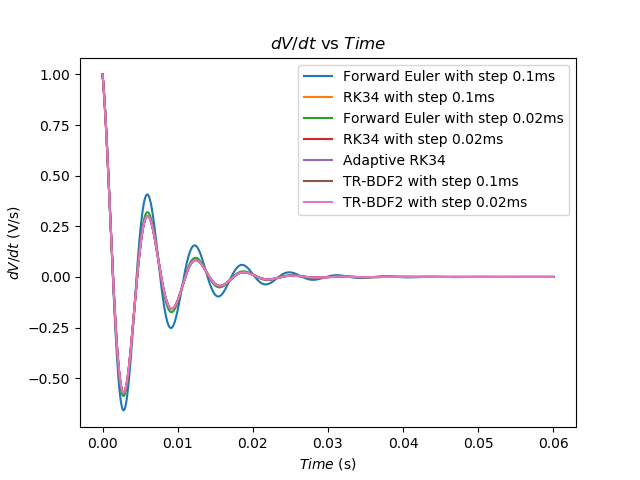 dV/dt vs Time
1.00
0.75
0.50
0.25
0.00
−0.25
−0.50
dV/dt (V/s)
Forward Euler with step 0.1ms
RK34 with step 0.1ms
Forward Euler with step 0.02ms
RK34 with step 0.02ms
Adaptive RK34
TR-BDF2 with step 0.1ms
TR-BDF2 with step 0.02ms
0.00 0.01 0.02 0.03 0.04 0.05 0.06
Time (s)